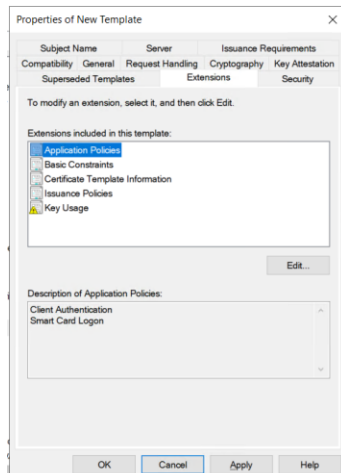 Properties of New Template
Subject Name Server Issuance Requirements
Compatibility General Request Handling Cryptography Key Attestation
Superseded Templates Extensions Security
To modify an extension, select it, and then click Edit.
Extensions included in this template:
Application Policies
Basic Constraints
Certificate Template Information
Issuance Policies
Key Usage
Edit...
Description of Application Policies:
Client Authentication
Smart Card Logon
OK Cancel Apply Help